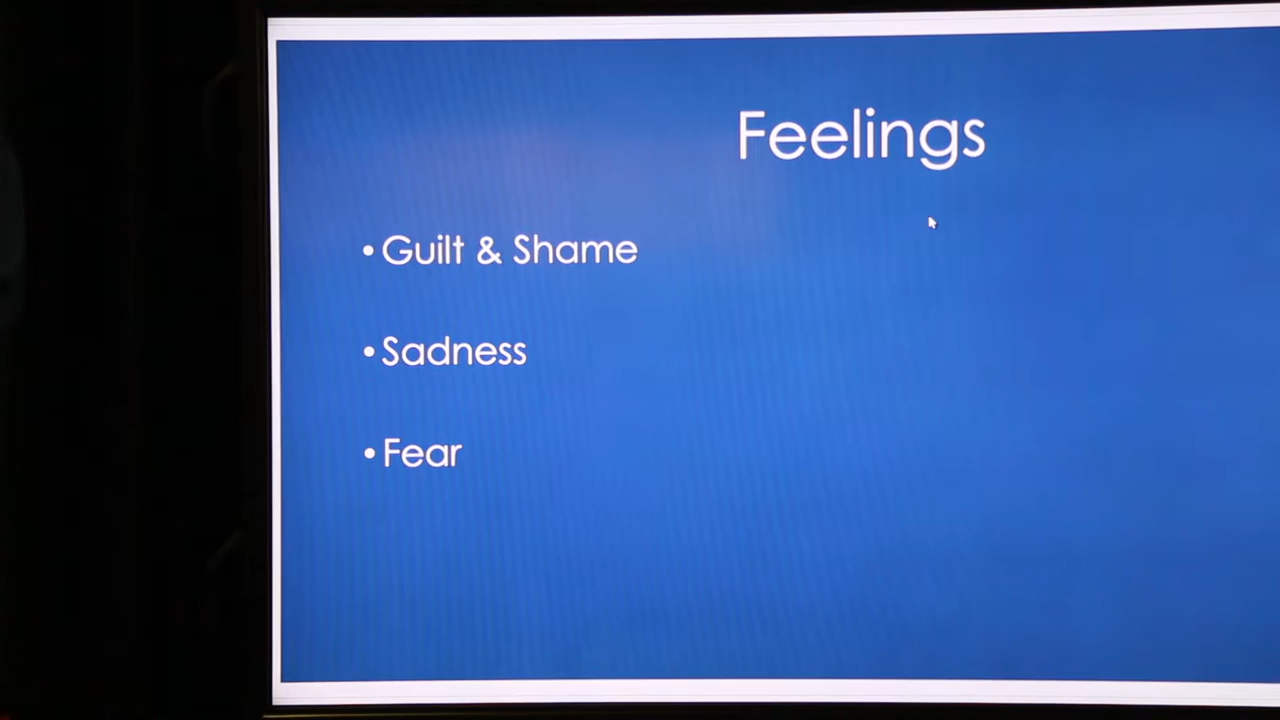 Feelings
• Guilt & Shame
• Sadness
• Fear